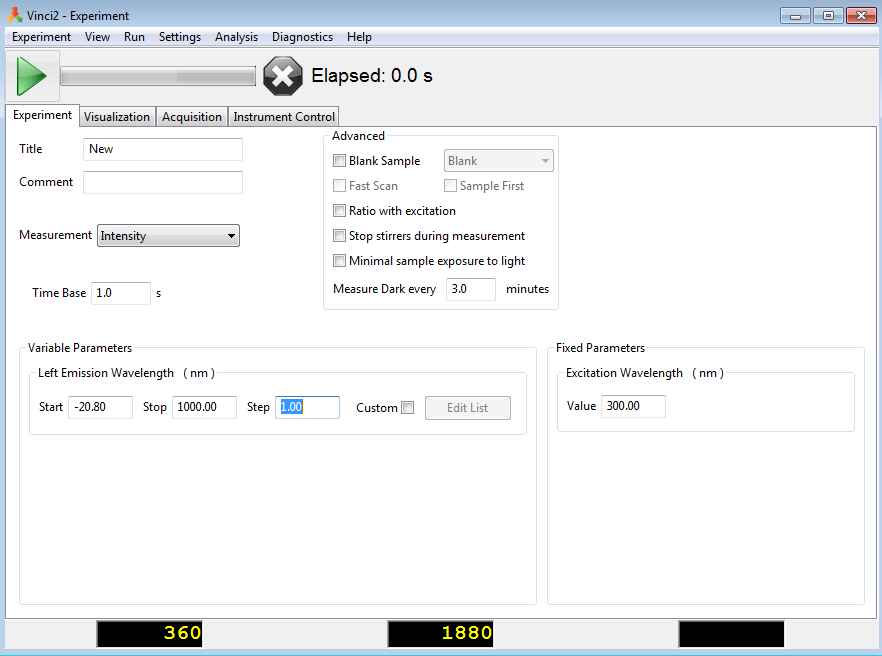 Vinci2 - Experiment
Experiment View Run Settings Analysis Diagnostics Help
Elapsed: 0.0 s
Experiment Visualization Acquisition Instrument Control
Title New
Comment
Measurement Intensity
Time Base 1.0 s
Advanced
Blank Sample Blank
Fast Scan Sample First
Ratio with excitation
Stop stirrers during measurement
Minimal sample exposure to light
Measure Dark every 3.0 minutes
Variable Parameters
Left Emission Wavelength ( nm )
Start -20.80 Stop 1000.00 Step 1.00 Custom Edit List
Fixed Parameters
Excitation Wavelength ( nm )
Value 300.00
360 1880